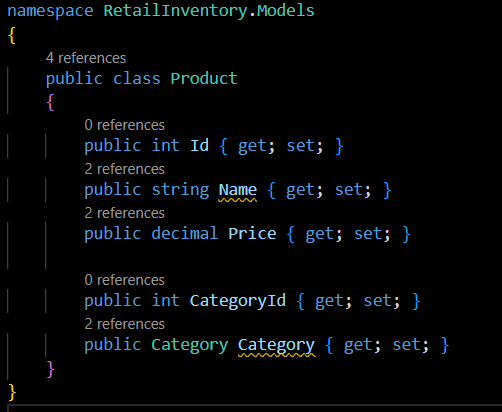 namespace RetailInventory.Models
{
4 references
public class Product
{
0 references
public int Id { get; set; }
2 references
public string Name { get; set; }
2 references
public decimal Price { get; set; }
0 references
public int CategoryId { get; set; }
2 references
public Category Category { get; set; }
}
}